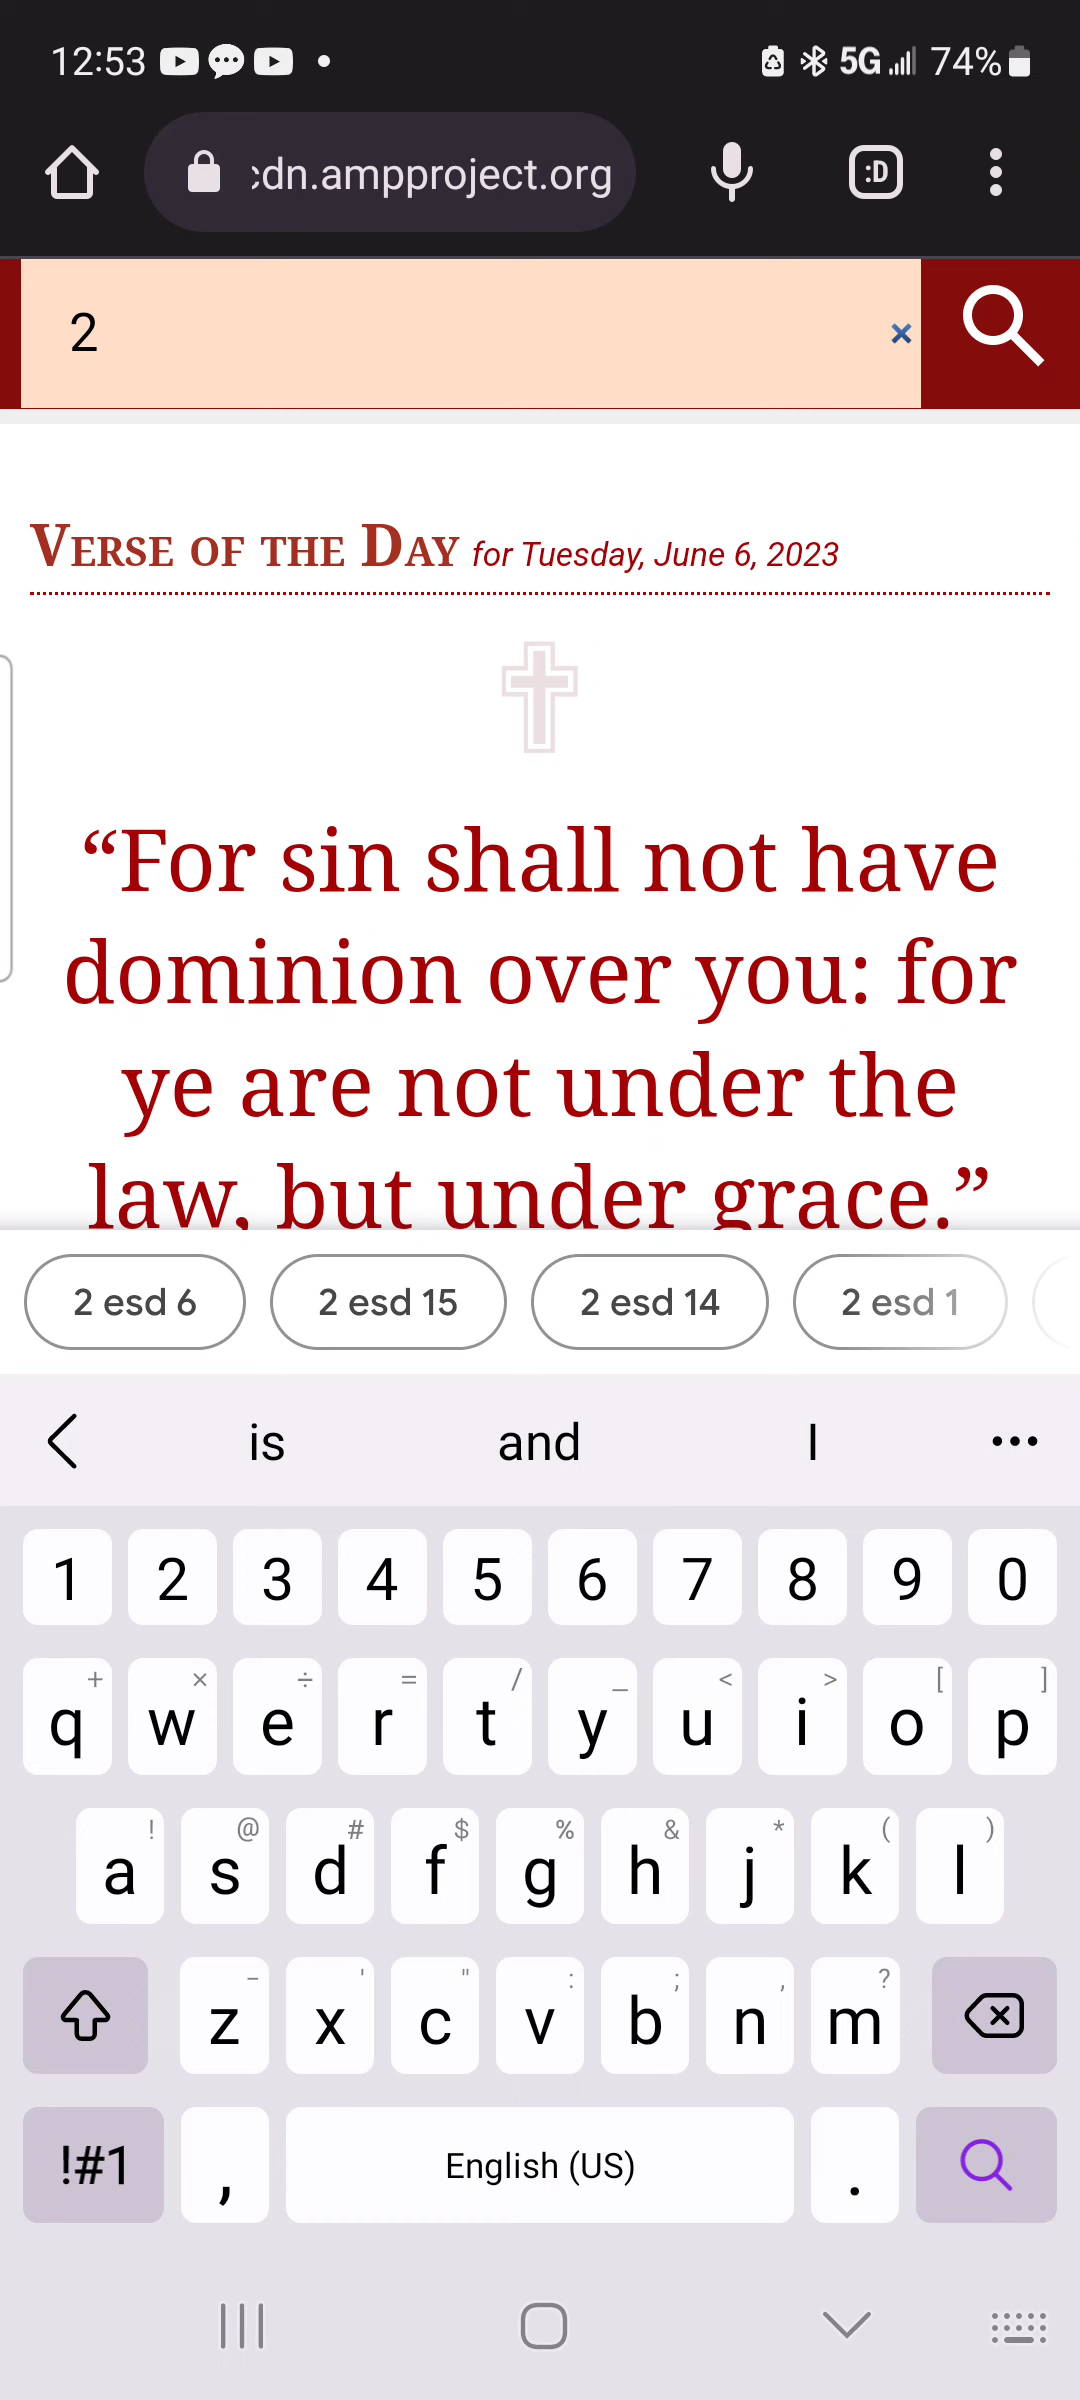 12:53 5G 74%
cdn.ampproject.org :D
2 ×
Verse of the Day for Tuesday, June 6, 2023
“For sin shall not have
dominion over you: for
ye are not under the
law, but under grace.”
2 esd 6 2 esd 15 2 esd 14 2 esd 1
is and I
1 2 3 4 5 6 7 8 9 0
+ × ÷ = / _ < > [ ]
q w e r t y u i o p
! @ # $ % & * ( )
a s d f g h j k l
- ' " : ; , ?
z x c v b n m
!#1 , English (US) .